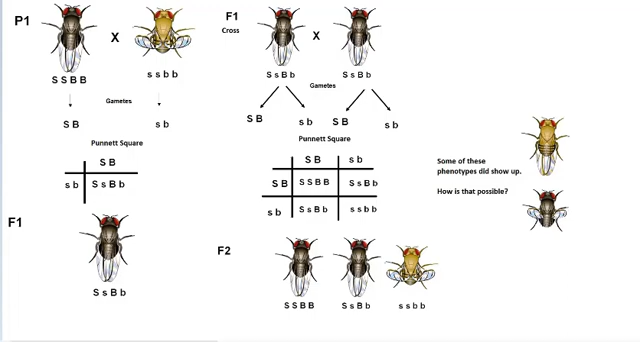 P1
X
S S B B
s s b b
Gametes
S B
s b
Punnett Square
S B
s b
S s B b
F1
S s B b
F1
Cross
X
S s B b
S s B b
Gametes
S B
s b
S B
s b
Punnett Square
S B
s b
S B
S S B B
S s B b
s b
S s B b
s s b b
F2
S S B B
S s B b
s s b b
Some of these
phenotypes did show up.
How is that possible?